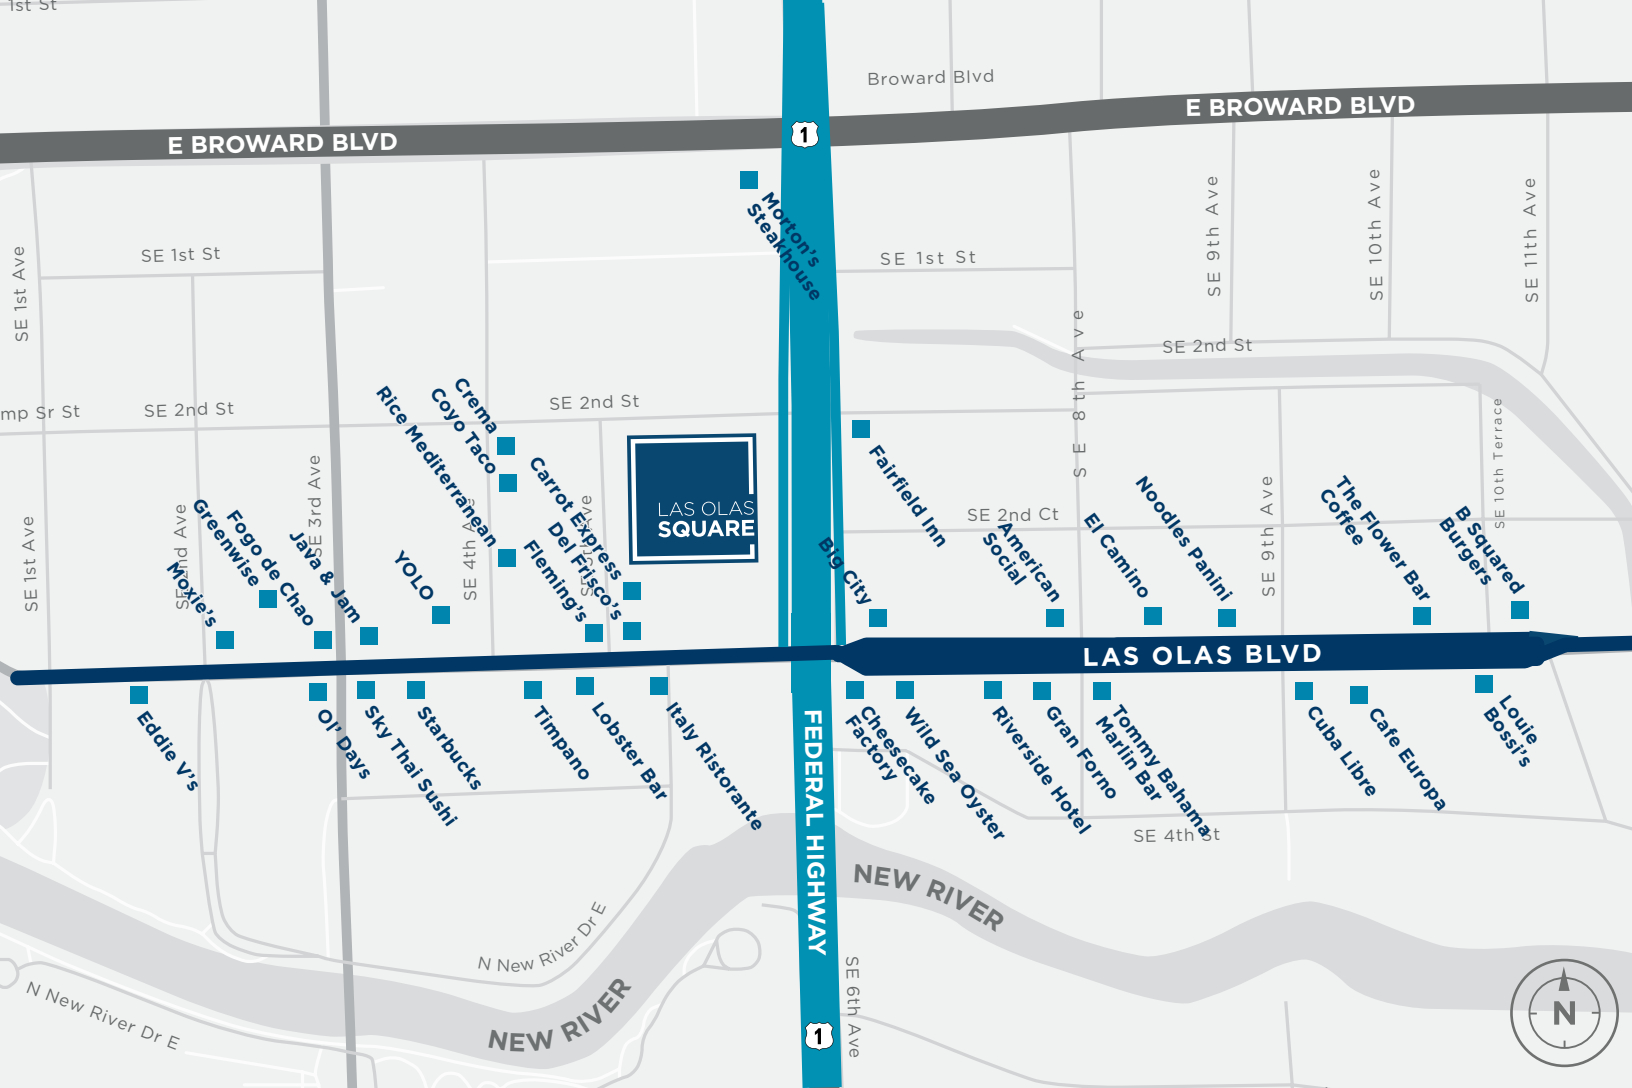 1st St
Broward Blvd
E BROWARD BLVD
E BROWARD BLVD
1
Morton's
Steakhouse
SE 1st Ave
SE 1st St
SE 1st St
SE 9th Ave
SE 10th Ave
SE 11th Ave
SE 8th Ave
SE 2nd St
mp Sr St
SE 2nd St
SE 2nd St
Crema
Coyo Taco
Rice Mediterranean
Carrot Express
Del Frisco's
Fleming's
LAS OLAS
SQUARE
Fairfield Inn
SE 2nd Ct
SE 10th Terrace
Noodles Panini
The Flower Bar
Coffee
B Squared
Burgers
El Camino
American
Social
Big City
SE 9th Ave
SE 1st Ave
SE 2nd Ave
SE 3rd Ave
SE 4th Ave
Greenwise
Fogo de Chao
Java & Jam
Moxie's
YOLO
LAS OLAS BLVD
Eddie V's
Ol' Days
Sky Thai Sushi
Starbucks
Timpano
Lobster Bar
Italy Ristorante
FEDERAL HIGHWAY
Cheesecake
Factory
Wild Sea Oyster
Riverside Hotel
Gran Forno
Tommy Bahama
Marlin Bar
Cuba Libre
Cafe Europa
Louie
Bossi's
SE 4th St
NEW RIVER
N New River Dr E
NEW RIVER
N New River Dr E
SE 6th Ave
1
N